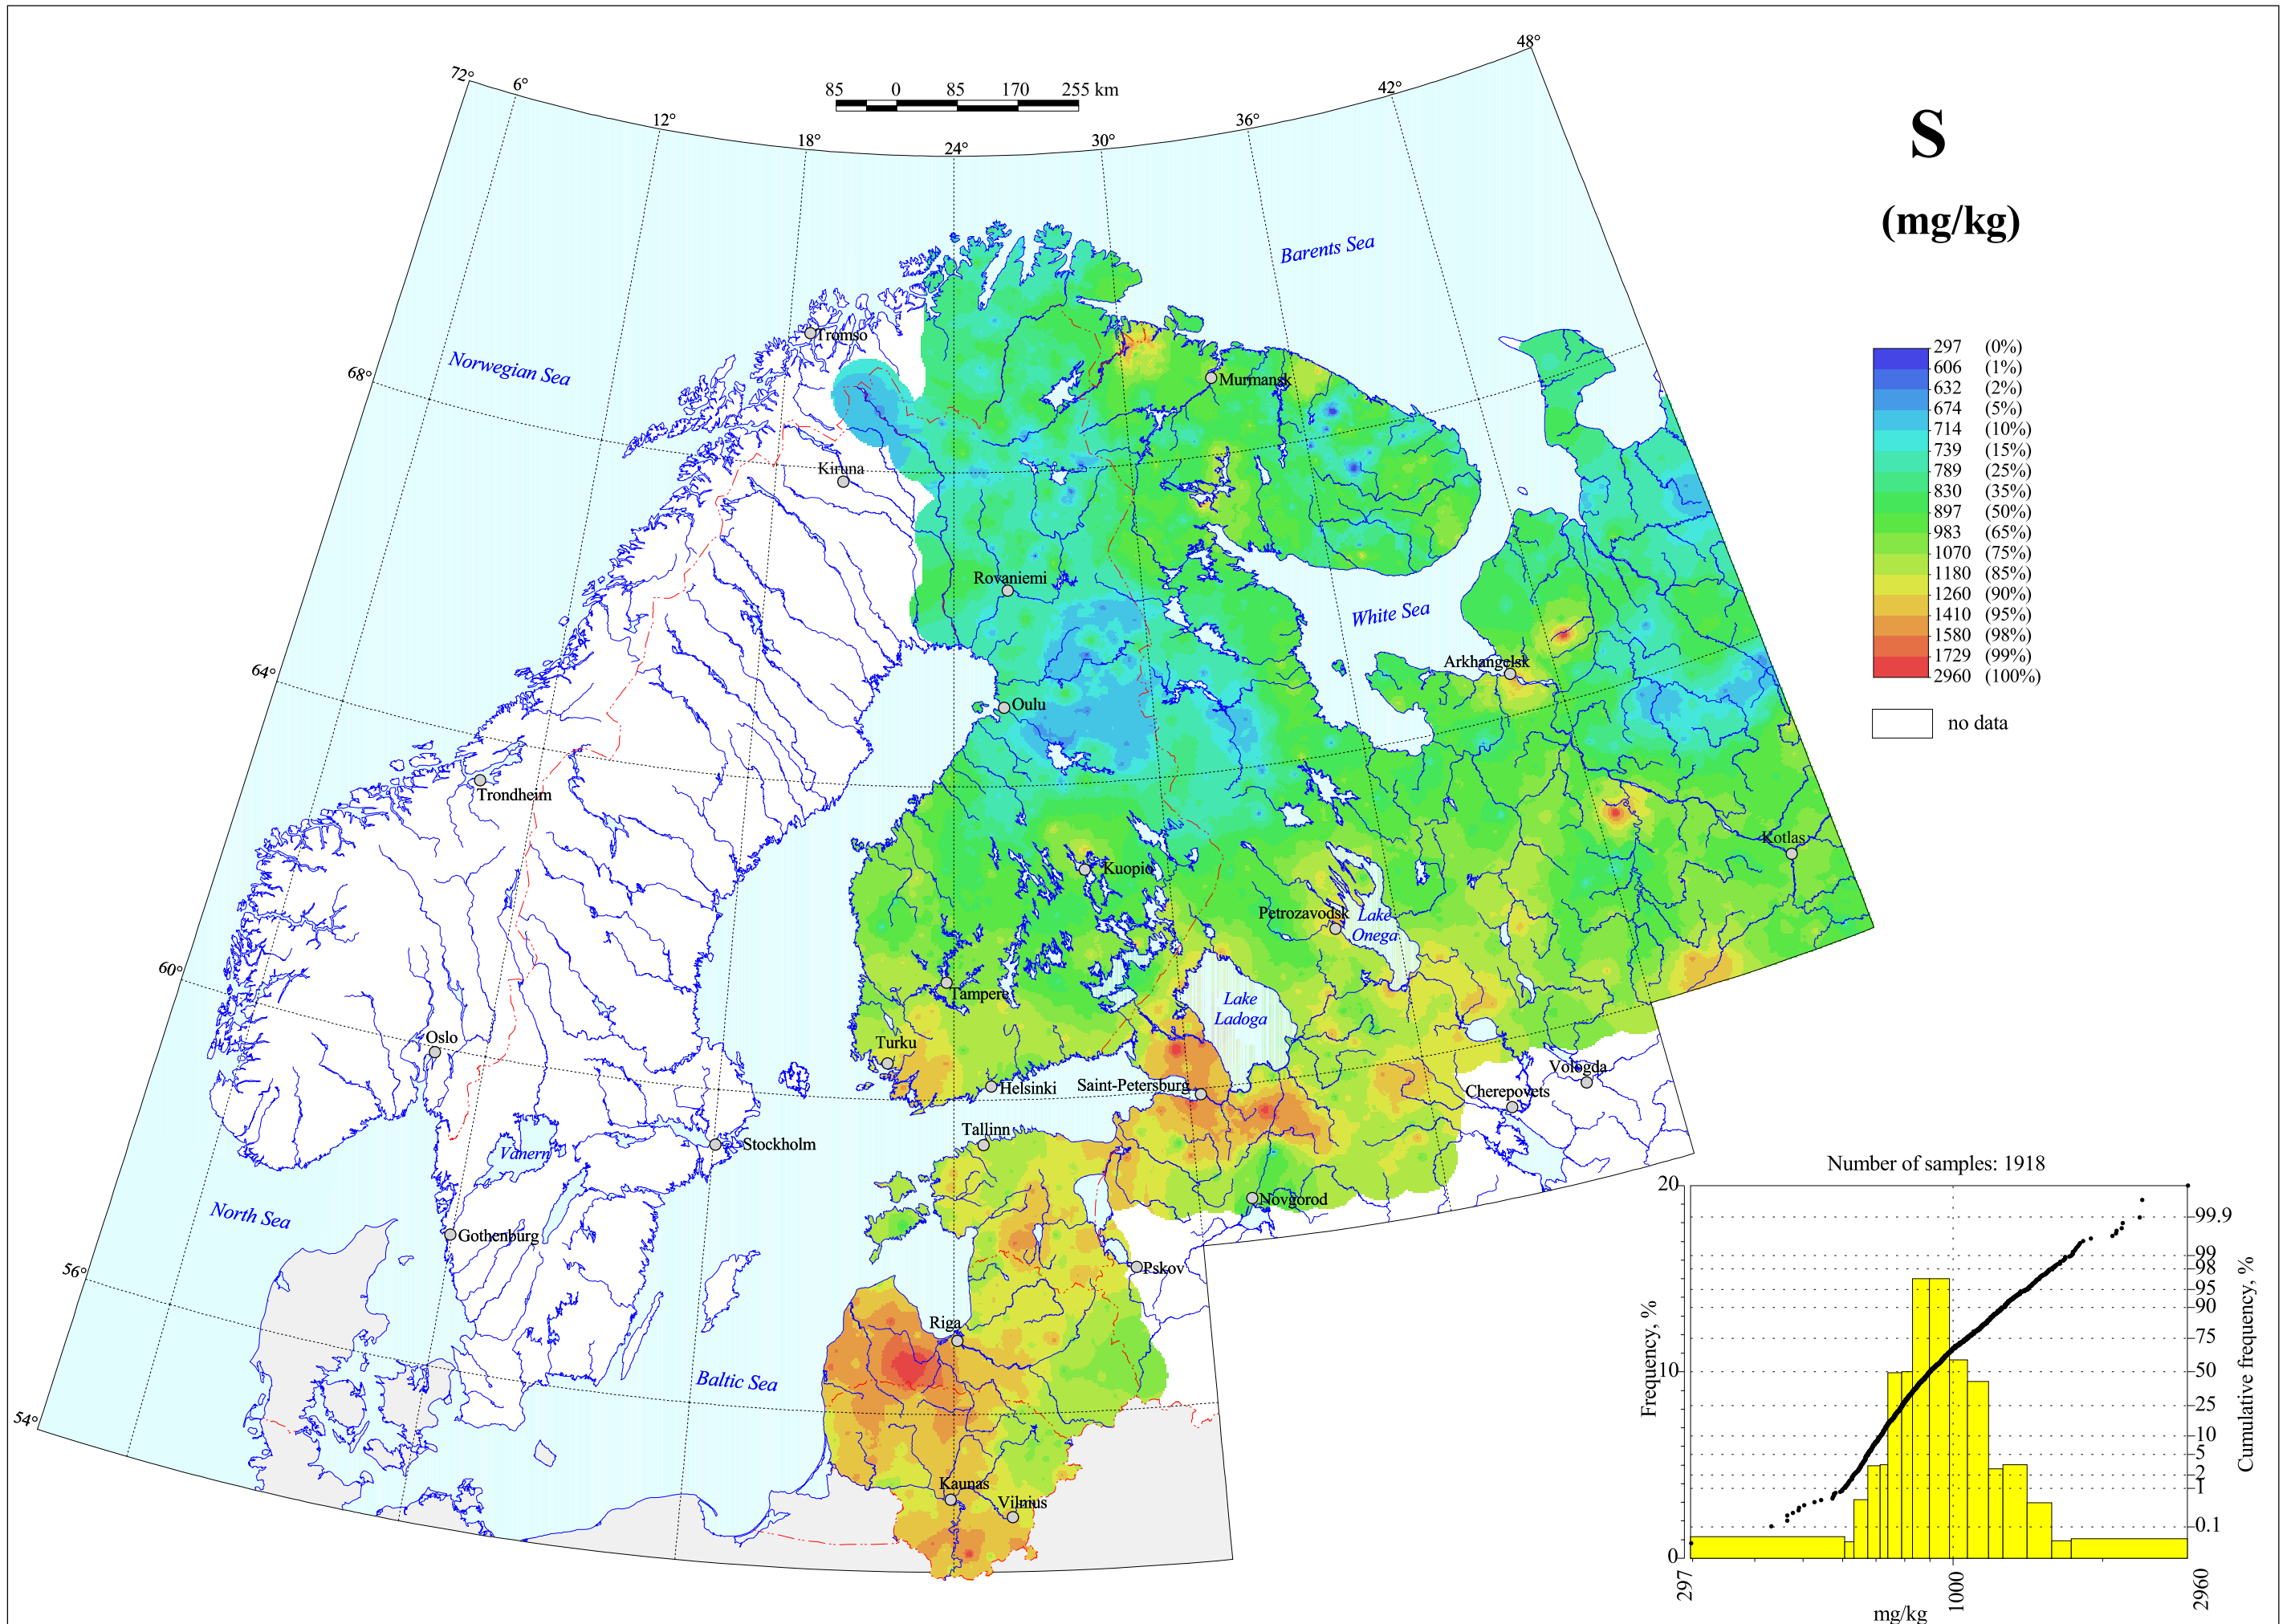 72°
6°
12°
18°
24°
30°
36°
42°
48°
85 0 85 170 255 km
S
(mg/kg)
297 (0%)
606 (1%)
632 (2%)
674 (5%)
714 (10%)
739 (15%)
789 (25%)
830 (35%)
897 (50%)
983 (65%)
1070 (75%)
1180 (85%)
1260 (90%)
1410 (95%)
1580 (98%)
1729 (99%)
2960 (100%)
no data
Barents Sea
Norwegian Sea
Tromso
Murmansk
68°
Kiruna
Rovaniemi
White Sea
Arkhangelsk
64°
Oulu
Trondheim
Kotlas
Kuopio
Petrozavodsk
Lake
Onega
60°
Tampere
Lake
Ladoga
Oslo
Turku
Helsinki
Saint-Petersburg
Vologda
Cherepovets
Tallinn
Stockholm
Vanern
Novgorod
North Sea
Gothenburg
Pskov
56°
Riga
Baltic Sea
54°
Kaunas
Vilnius
Number of samples: 1918
Frequency, %
20
10
0
Cumulative frequency, %
99.9
99
98
95
90
75
50
25
10
5
2
1
0.1
297
1000
2960
mg/kg